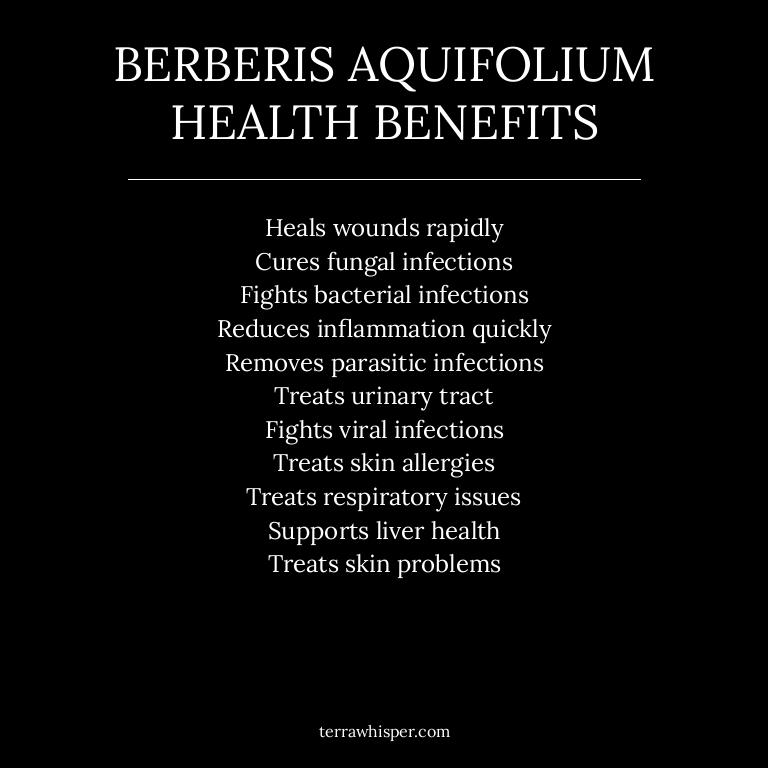 BERBERIS AQUIFOLIUM
HEALTH BENEFITS
Heals wounds rapidly
Cures fungal infections
Fights bacterial infections
Reduces inflammation quickly
Removes parasitic infections
Treats urinary tract
Fights viral infections
Treats skin allergies
Treats respiratory issues
Supports liver health
Treats skin problems
terrawhisper.com